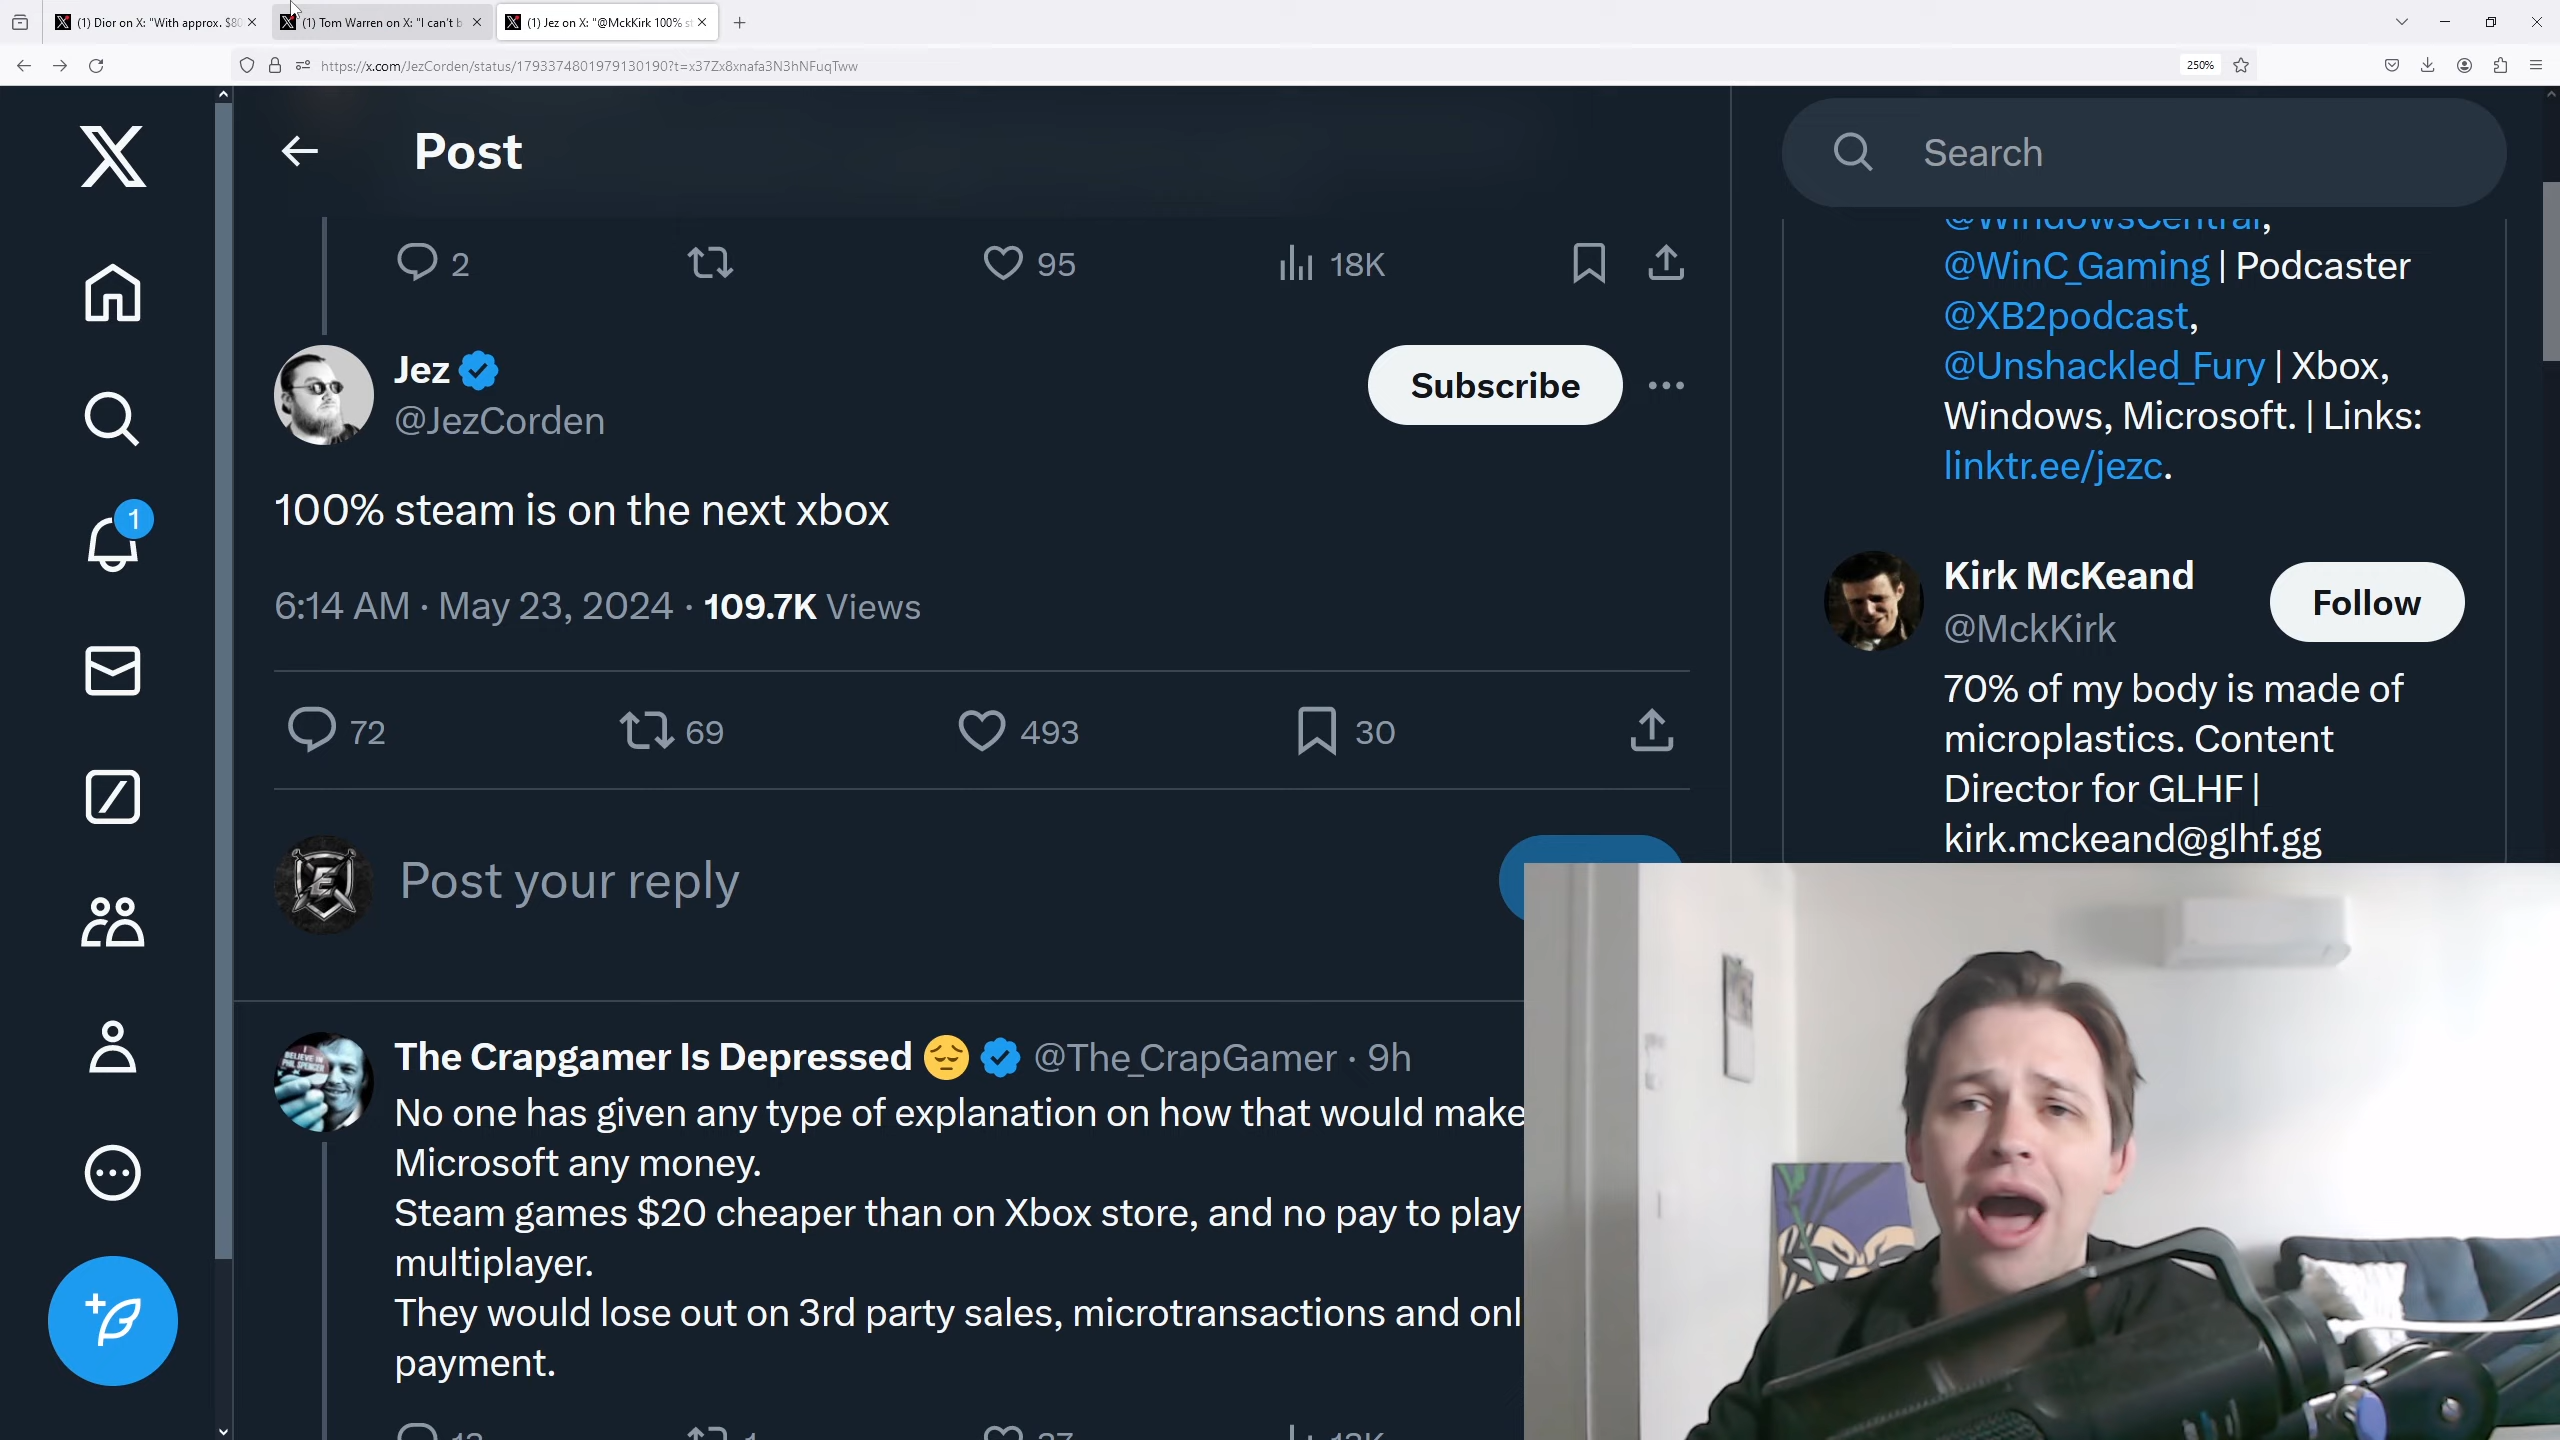 (1) Dior on X: "With approx. $80
(1) Tom Warren on X: "I can't b
(1) Jez on X: "@MckKirk 100% st
https://x.com/JezCorden/status/1793374801979130190?t=x37Zx8xnafa3N3hNFuqTww
250%
Post
Search
2
95
18K
@WindowsCentral,
@WinC_Gaming | Podcaster
@XB2podcast,
@Unshackled_Fury | Xbox,
Windows, Microsoft. | Links:
linktr.ee/jezc.
Jez
@JezCorden
Subscribe
100% steam is on the next xbox
6:14 AM · May 23, 2024 · 109.7K Views
72
69
493
30
1
Kirk McKeand
@MckKirk
Follow
70% of my body is made of
microplastics. Content
Director for GLHF |
kirk.mckeand@glhf.gg
Post your reply
The Crapgamer Is Depressed 😔 @The_CrapGamer · 9h
No one has given any type of explanation on how that would make
Microsoft any money.
Steam games $20 cheaper than on Xbox store, and no pay to play
multiplayer.
They would lose out on 3rd party sales, microtransactions and onl
payment.